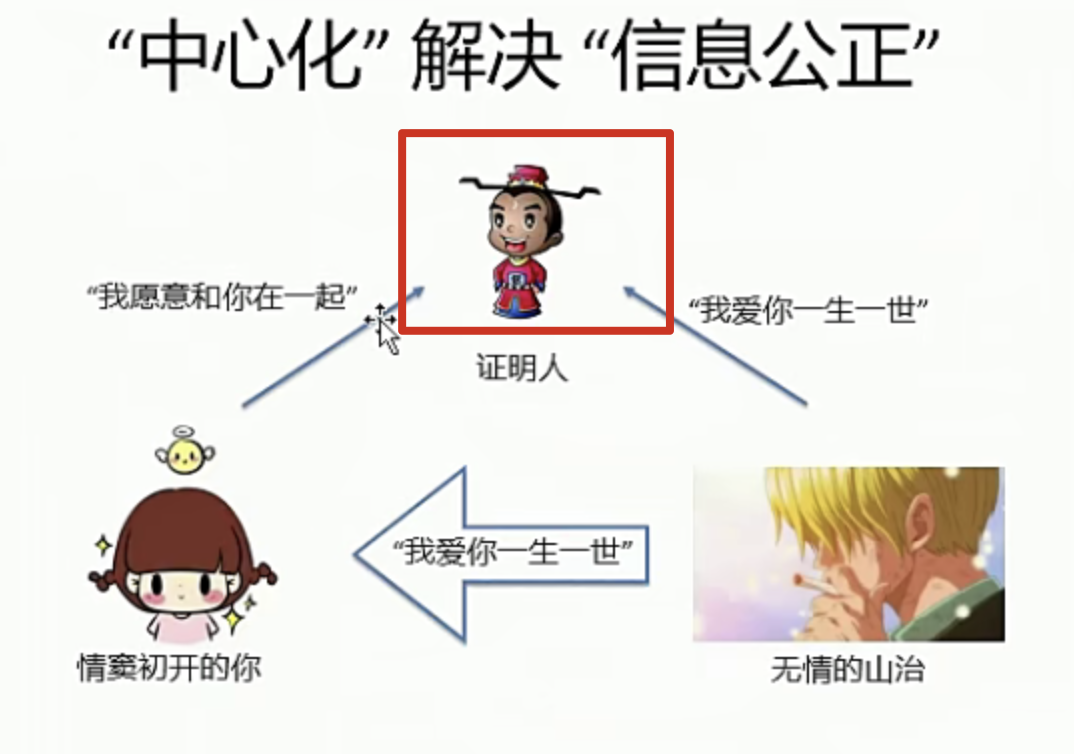 “中心化” 解决 “信息公正”
“我愿意和你在一起”
“我爱你一生一世”
证明人
“我爱你一生一世”
情窦初开的你
无情的山治